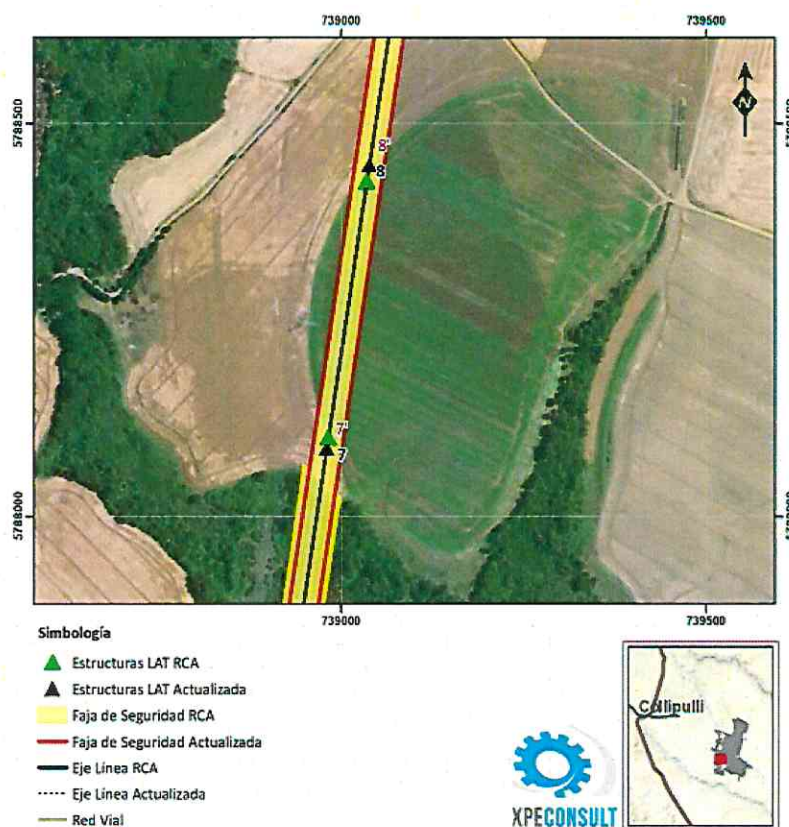 739000 739500
5788500
N
8'
8
7'
7
5788000
739000 739500
Simbología
Estructuras LAT RCA
Estructuras LAT Actualizada
Faja de Seguridad RCA
Faja de Seguridad Actualizada
Eje Línea RCA
Eje Línea Actualizada
Red Vial
XPECONSULT
Collipulli